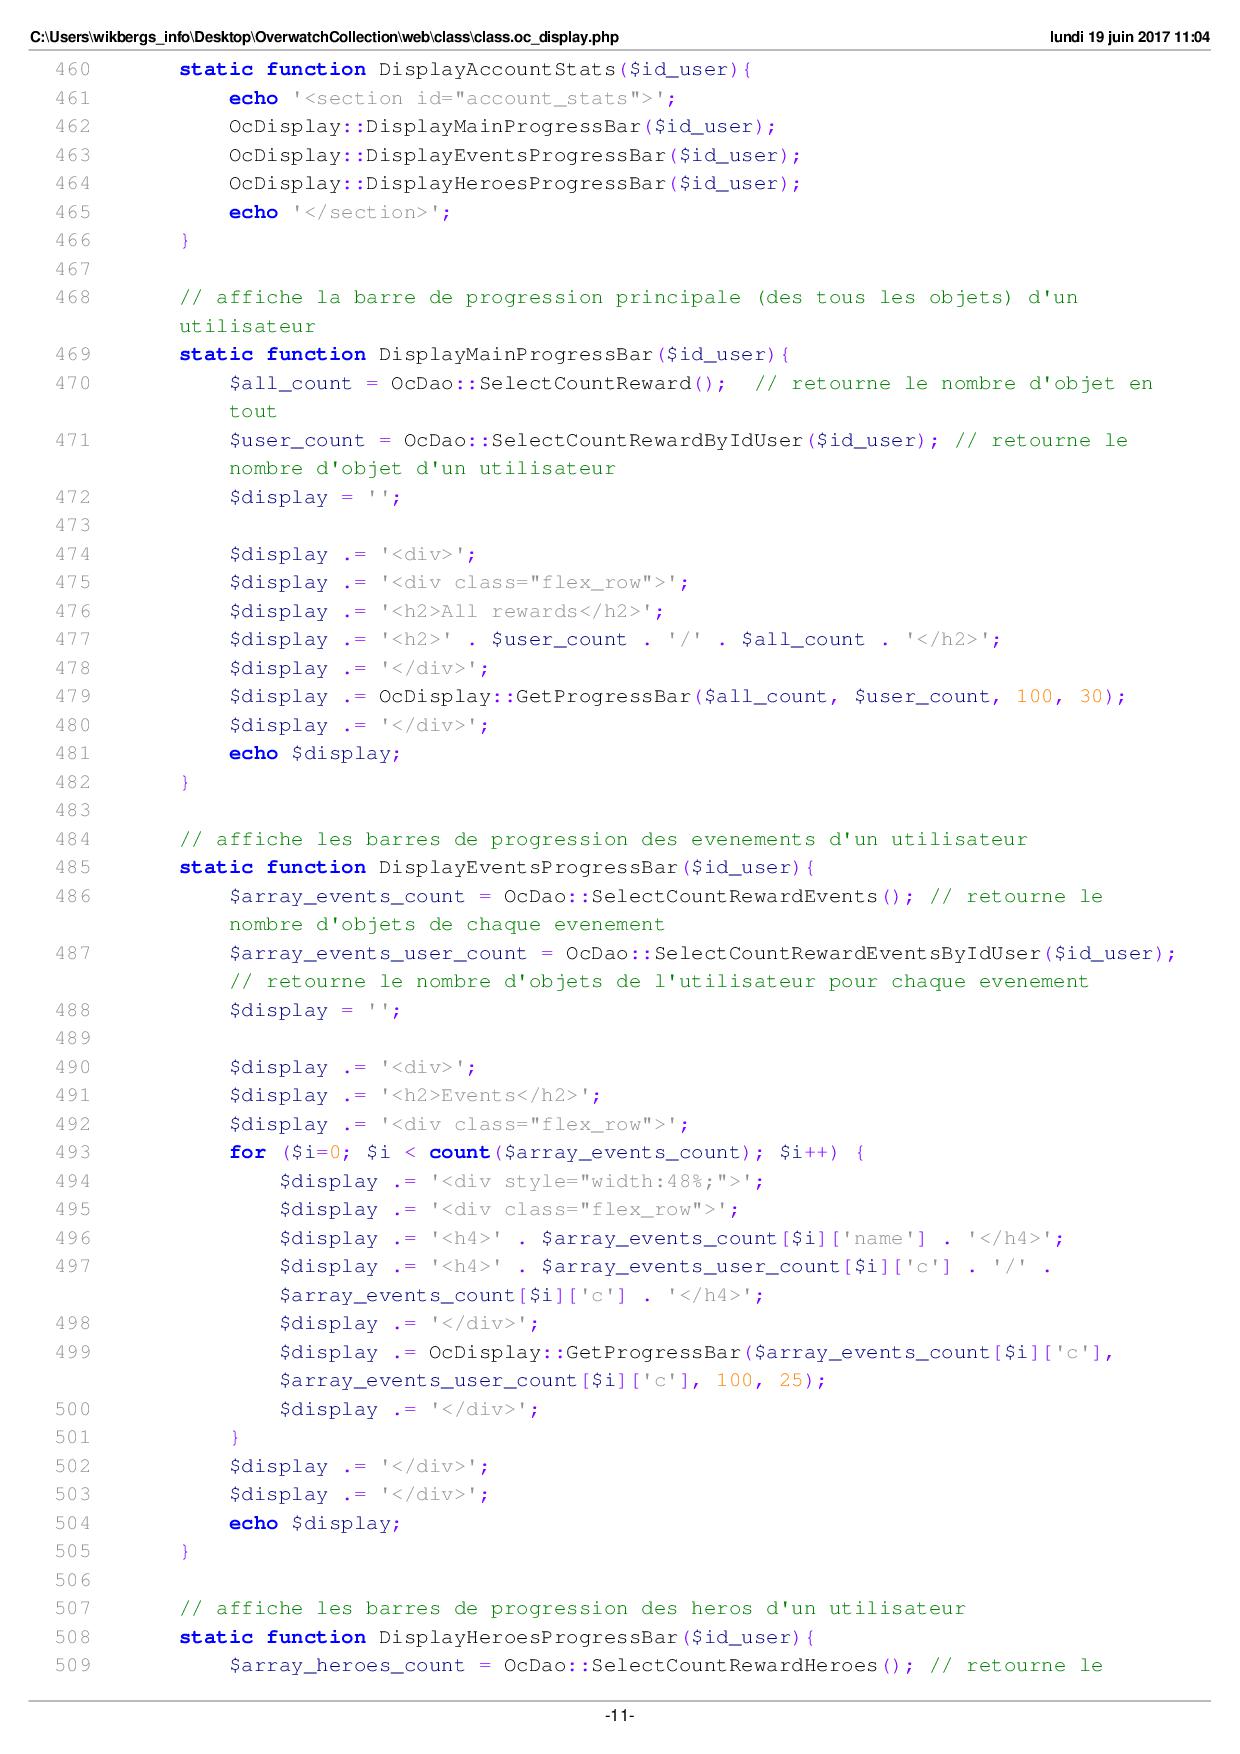 C:\Users\wikbergs_info\Desktop\OverwatchCollection\web\class\class.oc_display.php lundi 19 juin 2017 11:04
460 static function DisplayAccountStats($id_user){
461 echo '<section id="account_stats">';
462 OcDisplay::DisplayMainProgressBar($id_user);
463 OcDisplay::DisplayEventsProgressBar($id_user);
464 OcDisplay::DisplayHeroesProgressBar($id_user);
465 echo '</section>';
466 }
467
468 // affiche la barre de progression principale (des tous les objets) d'un
utilisateur
469 static function DisplayMainProgressBar($id_user){
470 $all_count = OcDao::SelectCountReward(); // retourne le nombre d'objet en
tout
471 $user_count = OcDao::SelectCountRewardByIdUser($id_user); // retourne le
nombre d'objet d'un utilisateur
472 $display = '';
473
474 $display .= '<div>';
475 $display .= '<div class="flex_row">';
476 $display .= '<h2>All rewards</h2>';
477 $display .= '<h2>' . $user_count . '/' . $all_count . '</h2>';
478 $display .= '</div>';
479 $display .= OcDisplay::GetProgressBar($all_count, $user_count, 100, 30);
480 $display .= '</div>';
481 echo $display;
482 }
483
484 // affiche les barres de progression des evenements d'un utilisateur
485 static function DisplayEventsProgressBar($id_user){
486 $array_events_count = OcDao::SelectCountRewardEvents(); // retourne le
nombre d'objets de chaque evenement
487 $array_events_user_count = OcDao::SelectCountRewardEventsByIdUser($id_user);
// retourne le nombre d'objets de l'utilisateur pour chaque evenement
488 $display = '';
489
490 $display .= '<div>';
491 $display .= '<h2>Events</h2>';
492 $display .= '<div class="flex_row">';
493 for ($i=0; $i < count($array_events_count); $i++) {
494 $display .= '<div style="width:48%;">';
495 $display .= '<div class="flex_row">';
496 $display .= '<h4>' . $array_events_count[$i]['name'] . '</h4>';
497 $display .= '<h4>' . $array_events_user_count[$i]['c'] . '/' .
$array_events_count[$i]['c'] . '</h4>';
498 $display .= '</div>';
499 $display .= OcDisplay::GetProgressBar($array_events_count[$i]['c'],
$array_events_user_count[$i]['c'], 100, 25);
500 $display .= '</div>';
501 }
502 $display .= '</div>';
503 $display .= '</div>';
504 echo $display;
505 }
506
507 // affiche les barres de progression des heros d'un utilisateur
508 static function DisplayHeroesProgressBar($id_user){
509 $array_heroes_count = OcDao::SelectCountRewardHeroes(); // retourne le
-11-